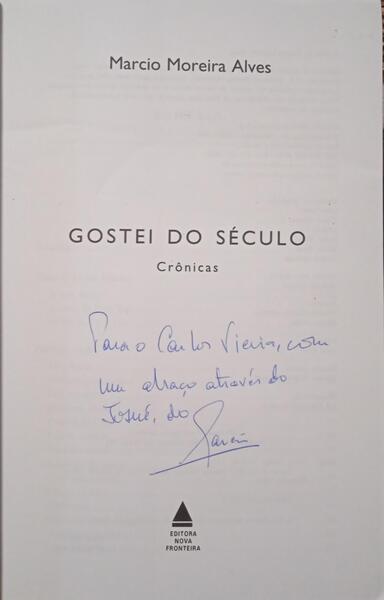 Marcio Moreira Alves
GOSTEI DO SÉCULO
Crônicas
Para o Carlos Vieira, com
um abraço através do
Josué, do
EDITORA
NOVA
FRONTEIRA